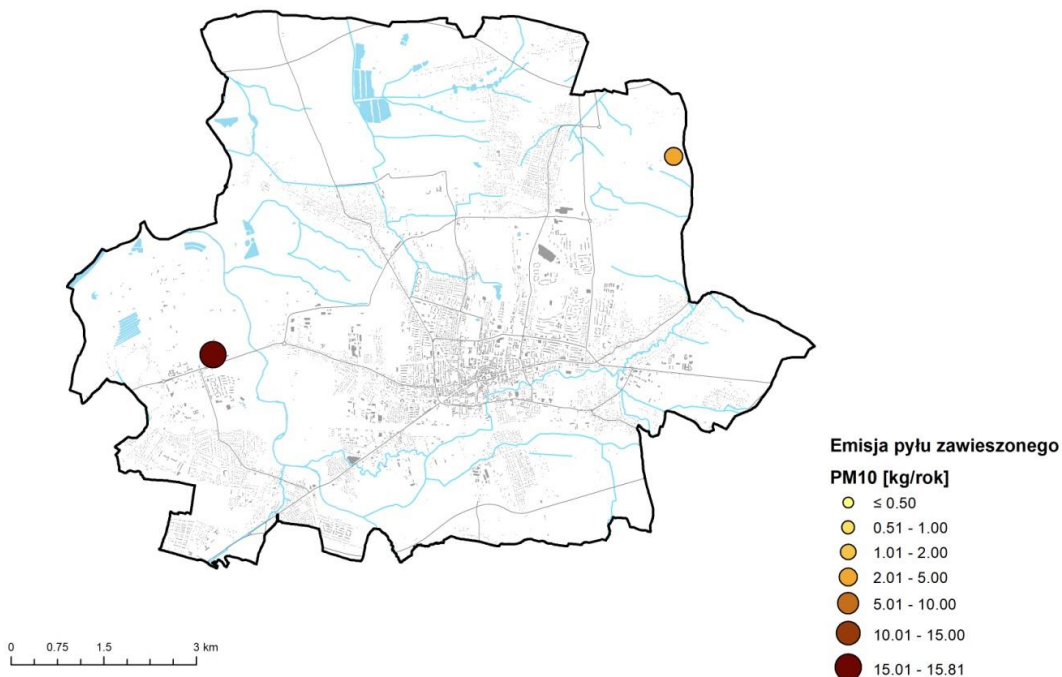 Emisja pyłu zawieszonego
PM10 [kg/rok]
≤ 0.50
0.51 - 1.00
1.01 - 2.00
2.01 - 5.00
5.01 - 10.00
10.01 - 15.00
15.01 - 15.81
0 0.75 1.5 3 km